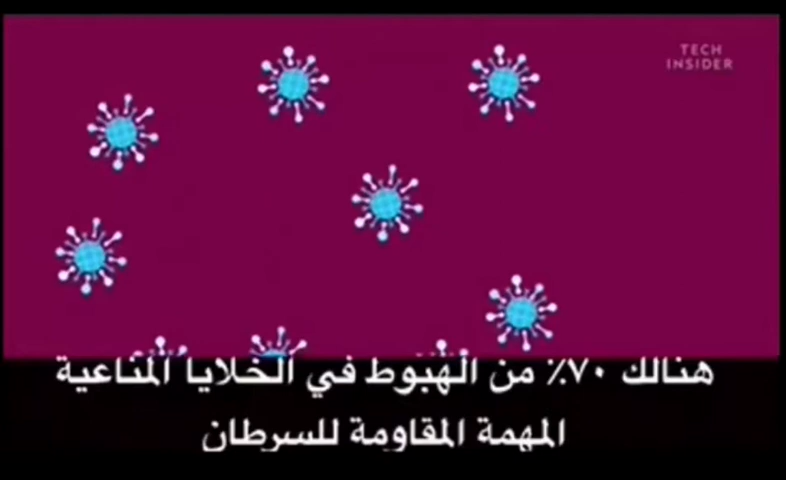 TECH
INSIDER
هنالك ٧٠٪ من الهبوط في الخلايا المناعية
المهمة المقاومة للسرطان